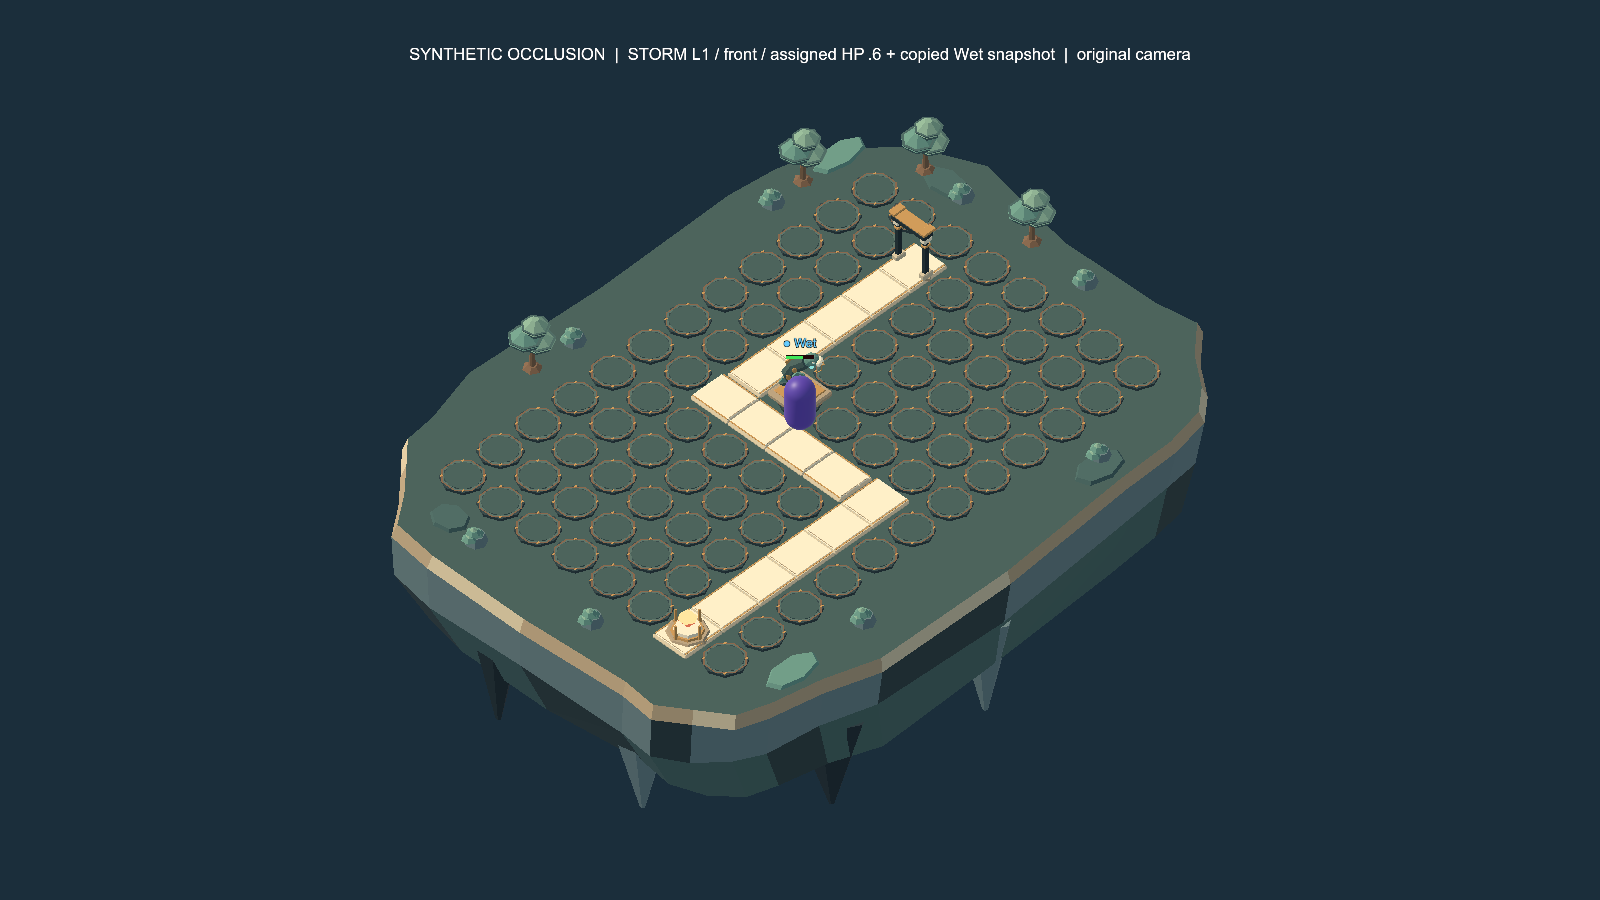 SYNTHETIC OCCLUSION | STORM L1 / front / assigned HP .6 + copied Wet snapshot | original camera
Wet